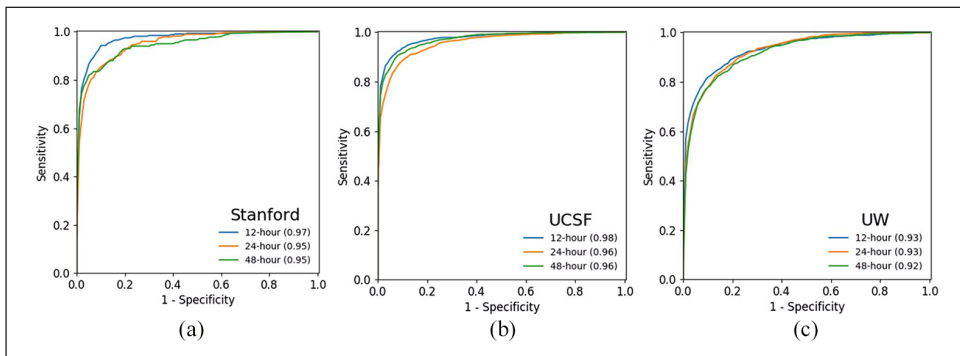 1.0
0.8
0.6
0.4
0.2
0.0
Sensitivity
0.0 0.2 0.4 0.6 0.8 1.0
1 - Specificity
Stanford
12-hour (0.97)
24-hour (0.95)
48-hour (0.95)
(a)
1.0
0.8
0.6
0.4
0.2
0.0
Sensitivity
0.0 0.2 0.4 0.6 0.8 1.0
1 - Specificity
UCSF
12-hour (0.98)
24-hour (0.96)
48-hour (0.96)
(b)
1.0
0.8
0.6
0.4
0.2
0.0
Sensitivity
0.0 0.2 0.4 0.6 0.8 1.0
1 - Specificity
UW
12-hour (0.93)
24-hour (0.93)
48-hour (0.92)
(c)